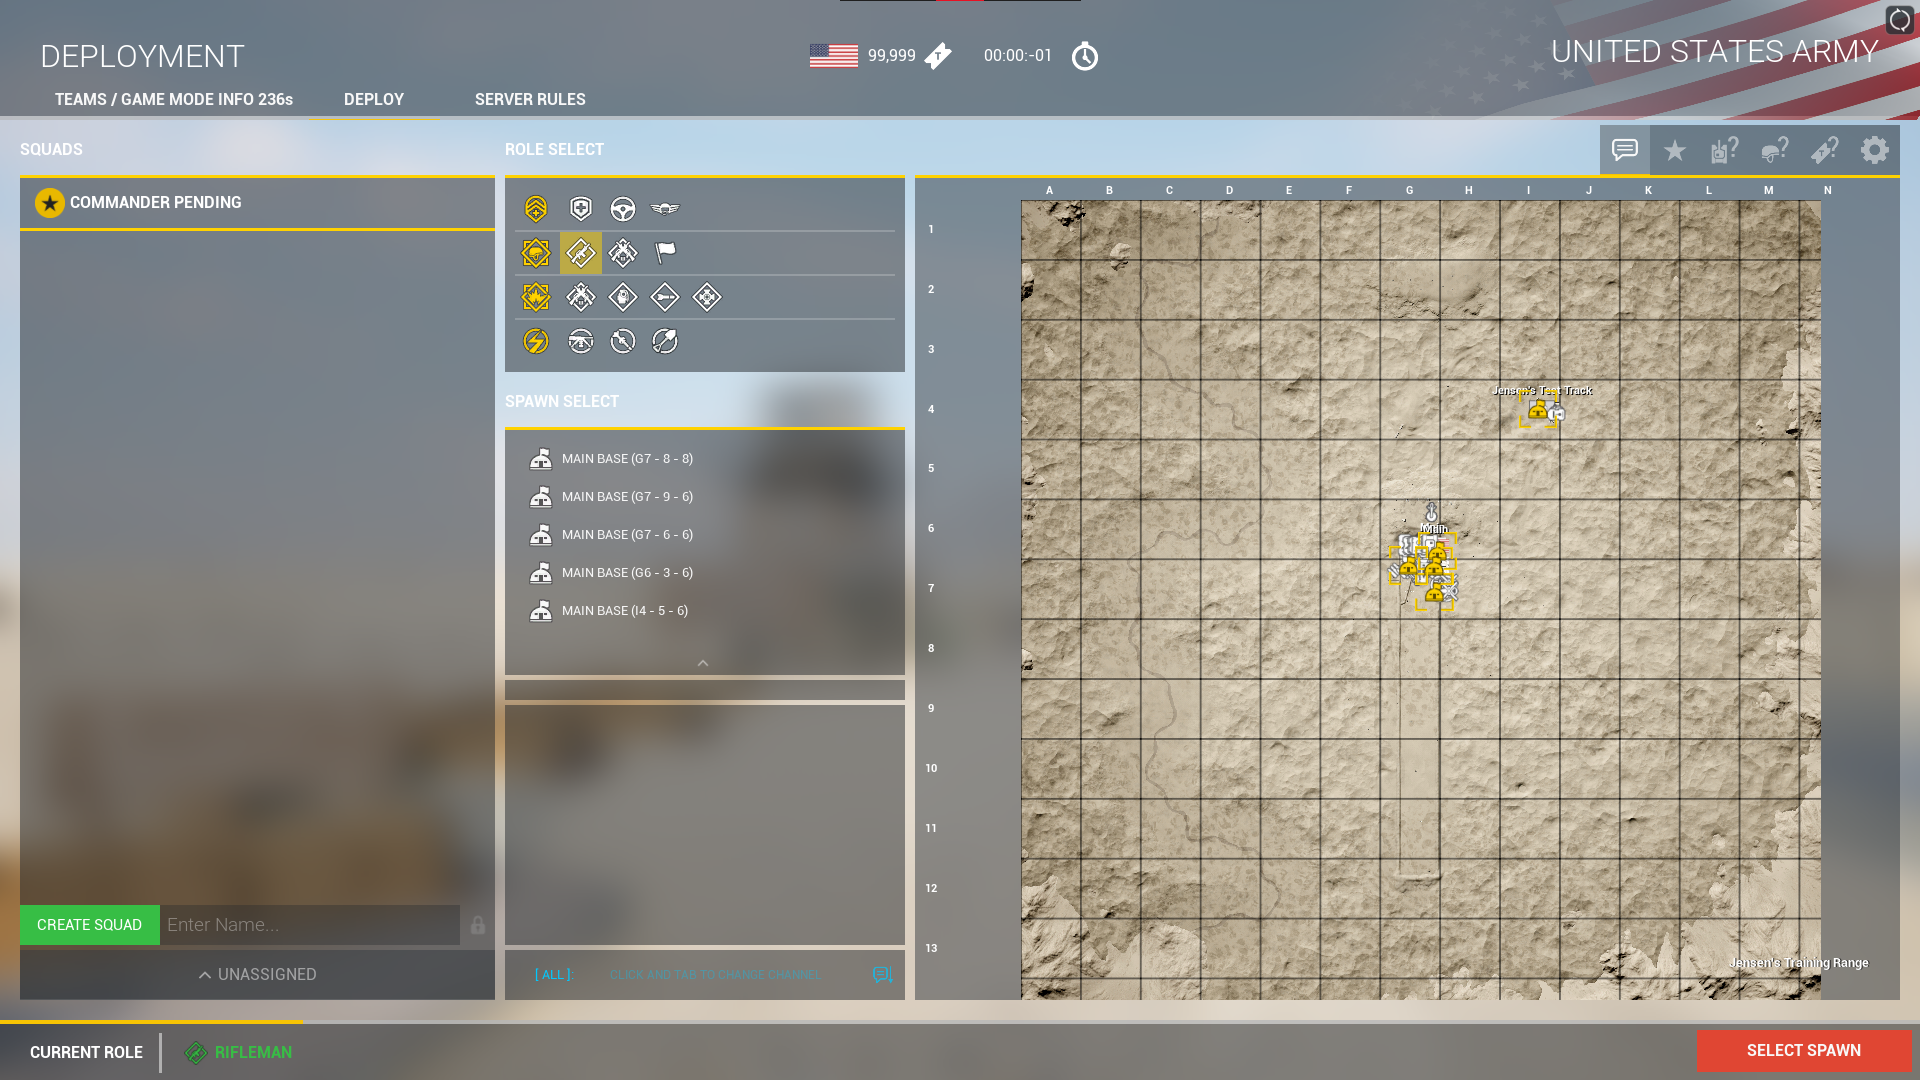 DEPLOYMENT
99,999
00:00:-01
UNITED STATES ARMY
TEAMS / GAME MODE INFO 236s
DEPLOY
SERVER RULES
SQUADS
ROLE SELECT
COMMANDER PENDING
A B C D E F G H I J K L M N
1
2
3
4
5
6
7
8
9
10
11
12
13
Jensen's Test Track
Main
Jensen's Training Range
SPAWN SELECT
MAIN BASE (G7 - 8 - 8)
MAIN BASE (G7 - 9 - 6)
MAIN BASE (G7 - 6 - 6)
MAIN BASE (G6 - 3 - 6)
MAIN BASE (I4 - 5 - 6)
CREATE SQUAD
Enter Name...
UNASSIGNED
[ ALL ]:
CLICK AND TAB TO CHANGE CHANNEL
CURRENT ROLE
RIFLEMAN
SELECT SPAWN